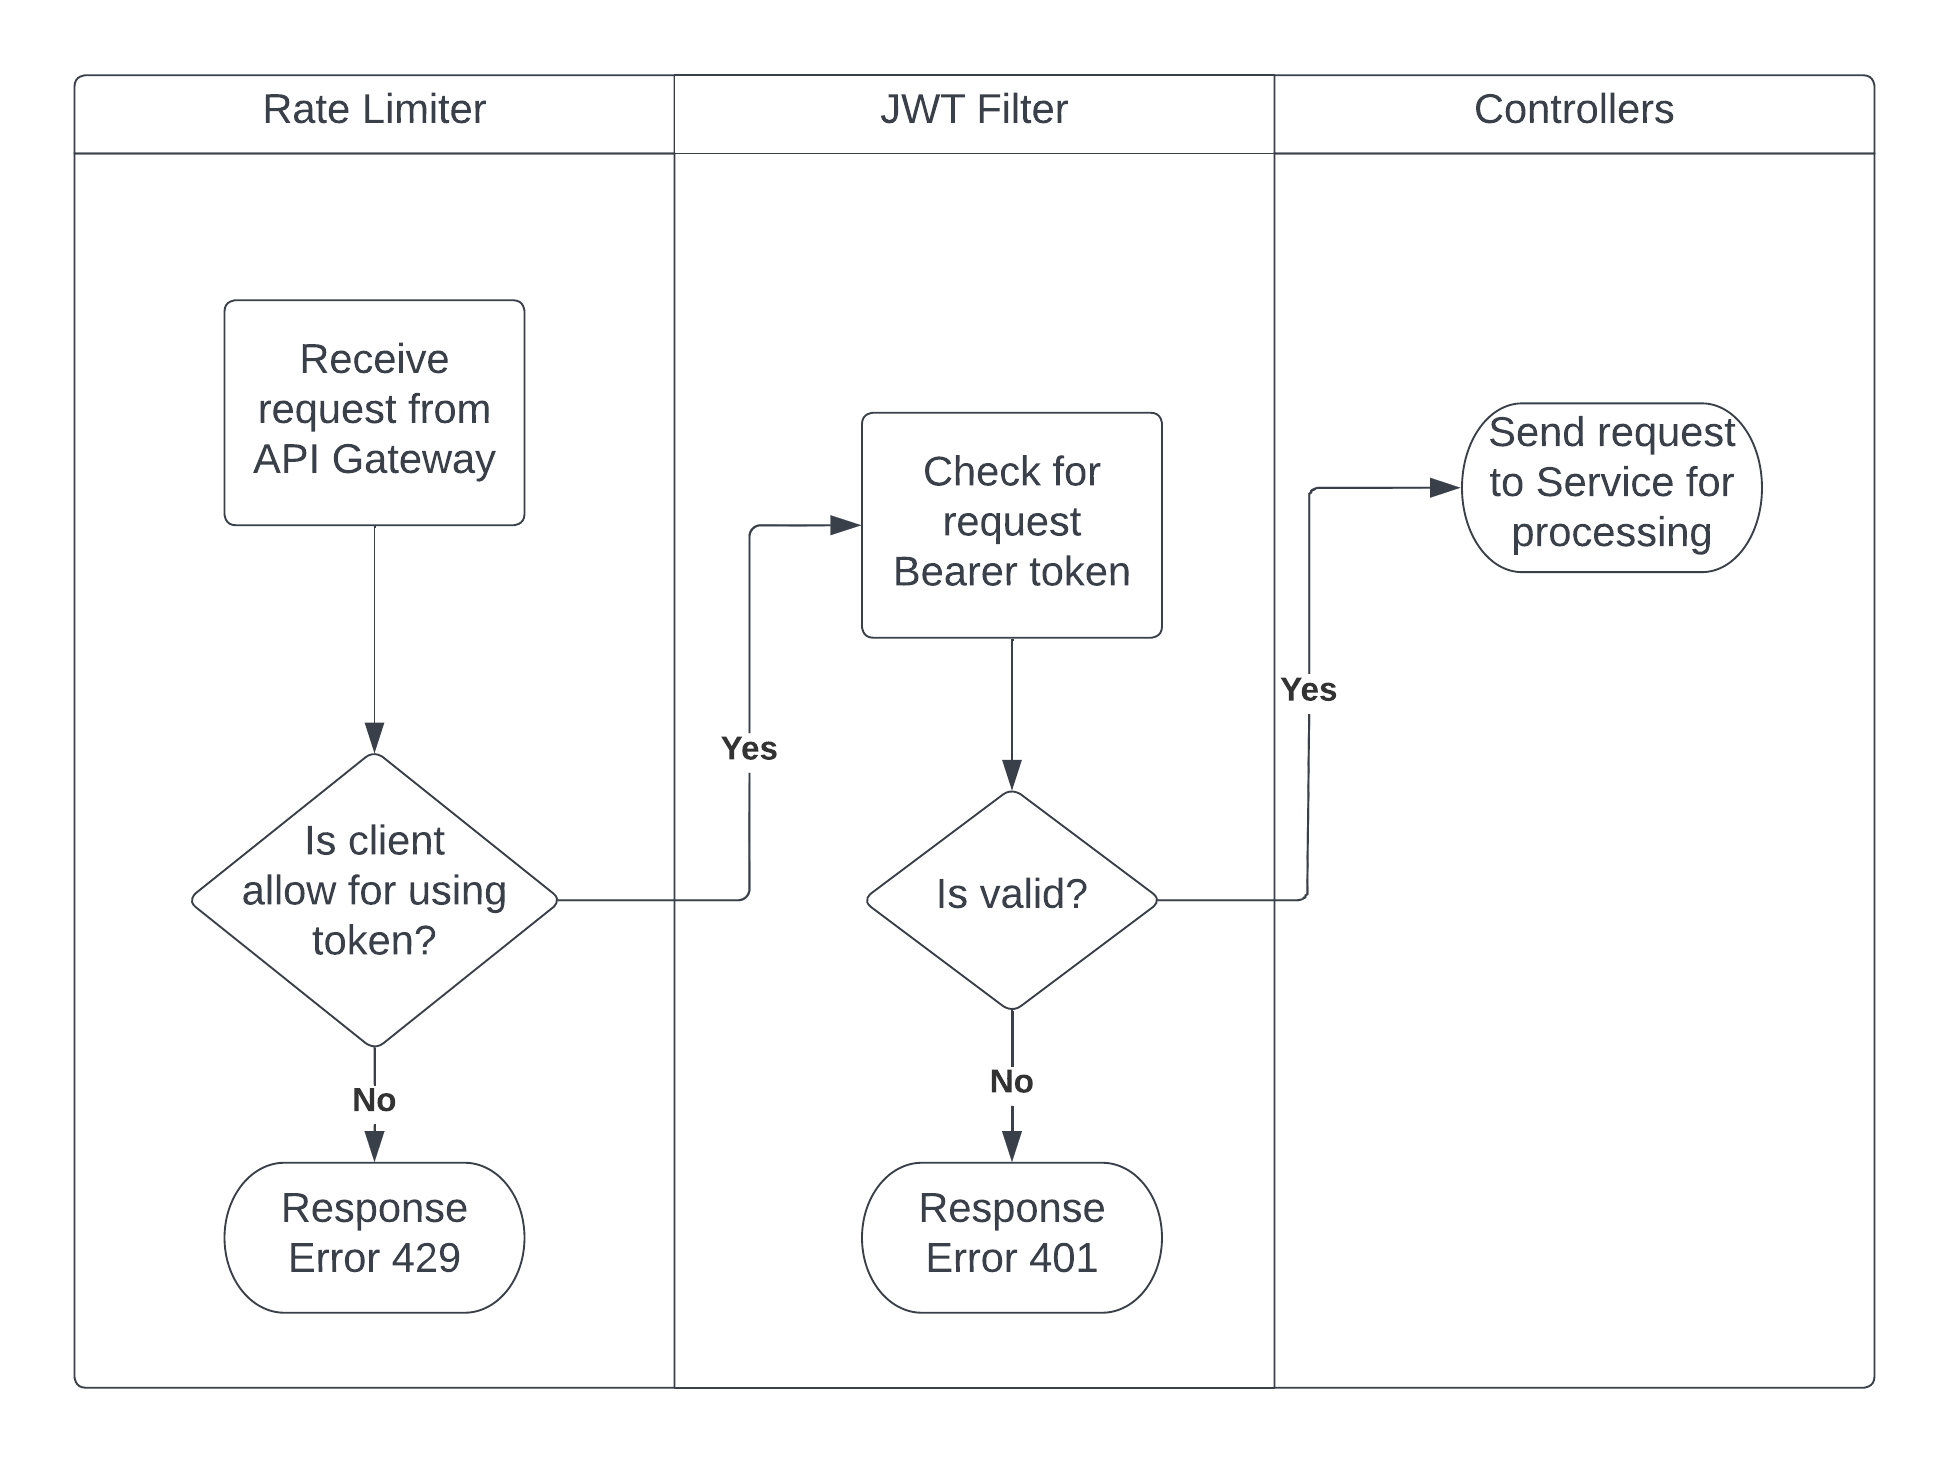 Rate Limiter
JWT Filter
Controllers
Receive
request from
API Gateway
Is client
allow for using
token?
No
Response
Error 429
Yes
Check for
request
Bearer token
Is valid?
No
Response
Error 401
Yes
Send request
to Service for
processing